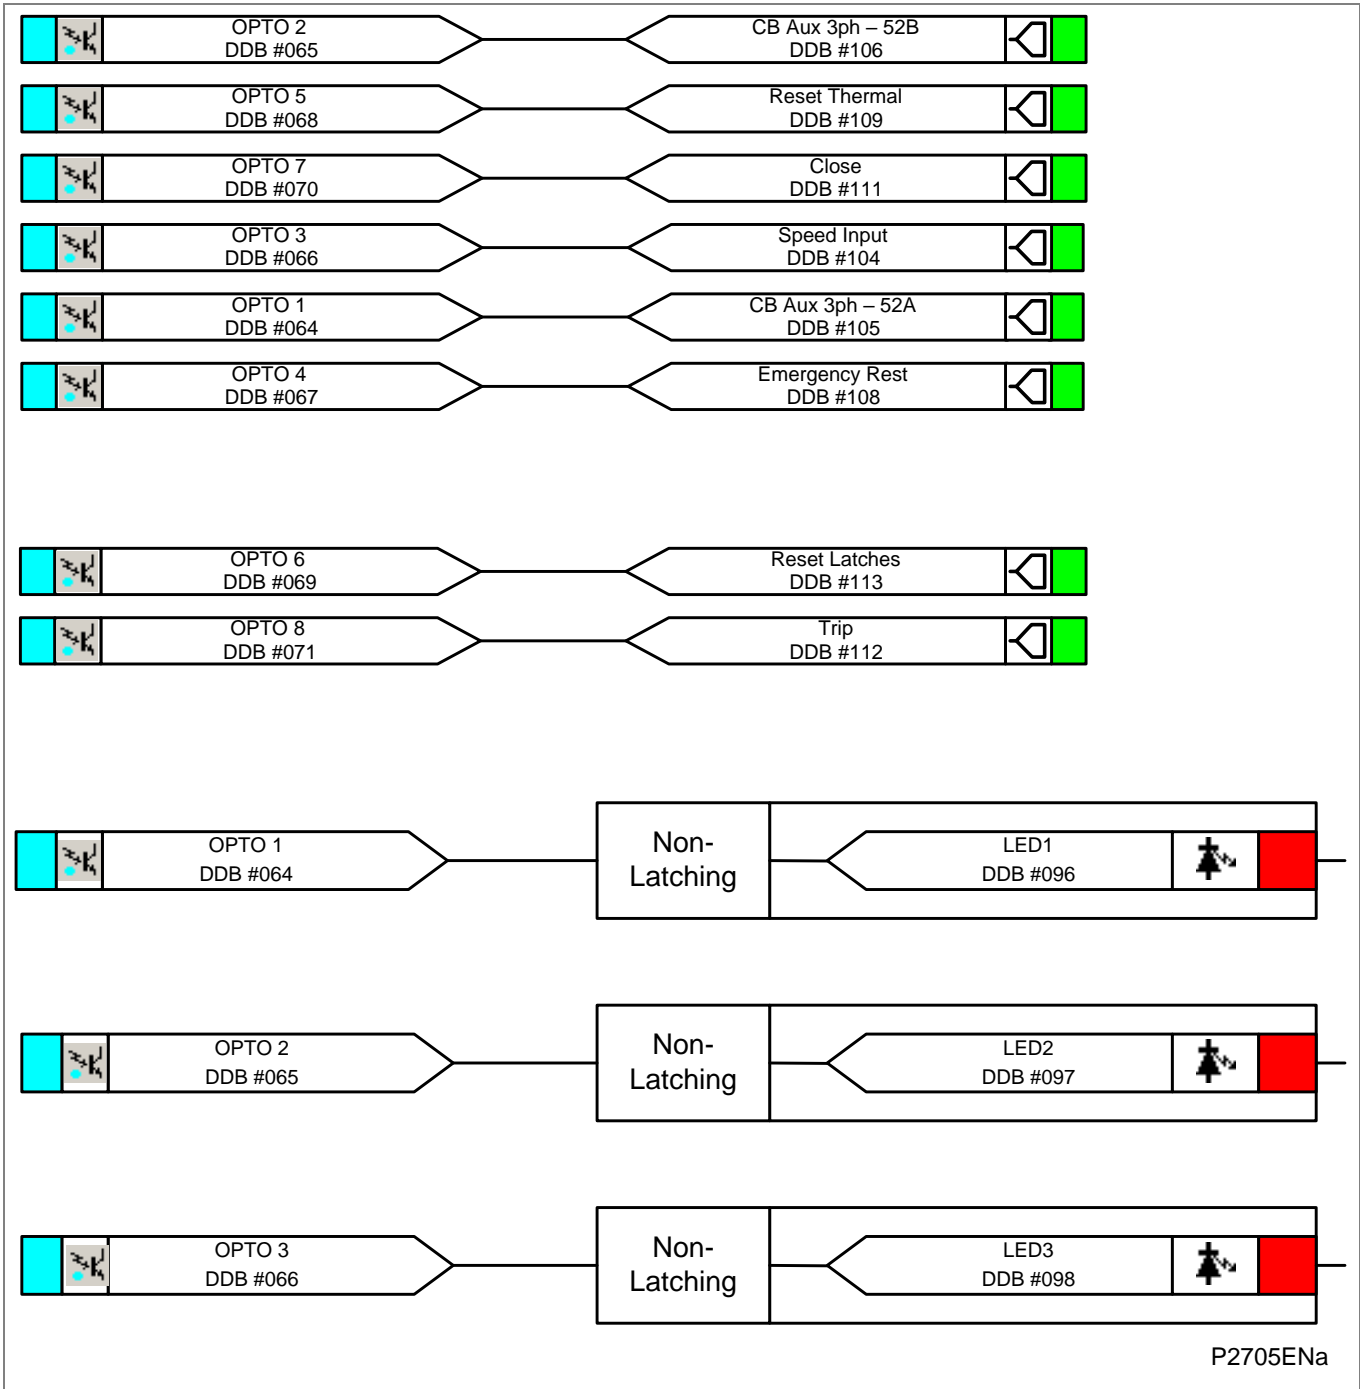 OPTO 2
DDB #065
CB Aux 3ph – 52B
DDB #106
OPTO 5
DDB #068
Reset Thermal
DDB #109
OPTO 7
DDB #070
Close
DDB #111
OPTO 3
DDB #066
Speed Input
DDB #104
OPTO 1
DDB #064
CB Aux 3ph – 52A
DDB #105
OPTO 4
DDB #067
Emergency Rest
DDB #108
OPTO 6
DDB #069
Reset Latches
DDB #113
OPTO 8
DDB #071
Trip
DDB #112
OPTO 1
DDB #064
Non-
Latching
LED1
DDB #096
OPTO 2
DDB #065
Non-
Latching
LED2
DDB #097
OPTO 3
DDB #066
Non-
Latching
LED3
DDB #098
P2705ENa